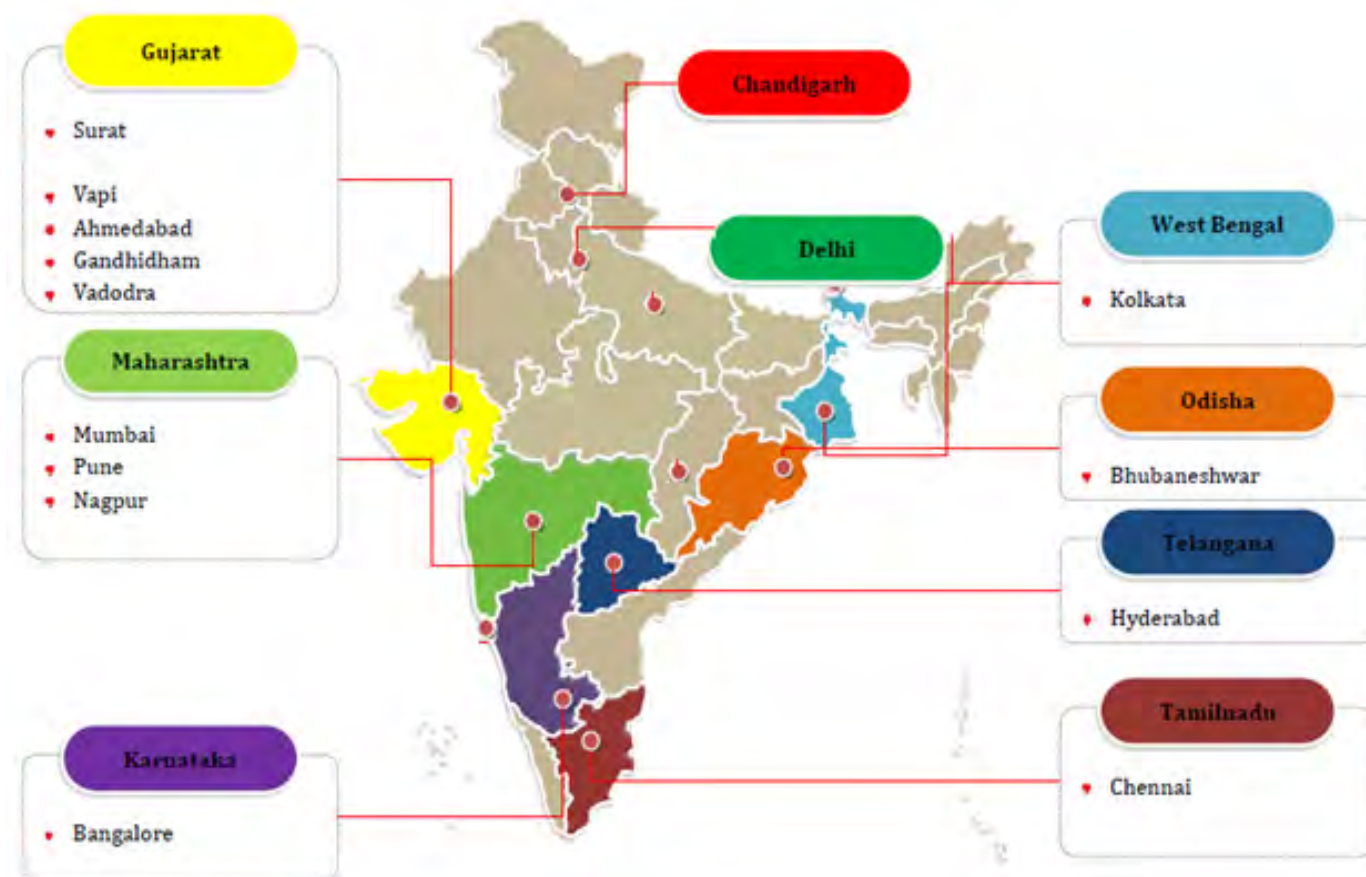 Gujarat
Surat
Vapi
Ahmedabad
Gandhidham
Vadodra
Maharashtra
Mumbai
Pune
Nagpur
Karnataka
Bangalore
Chandigarh
Delhi
West Bengal
Kolkata
Odisha
Bhubaneshwar
Telangana
Hyderabad
Tamilnadu
Chennai